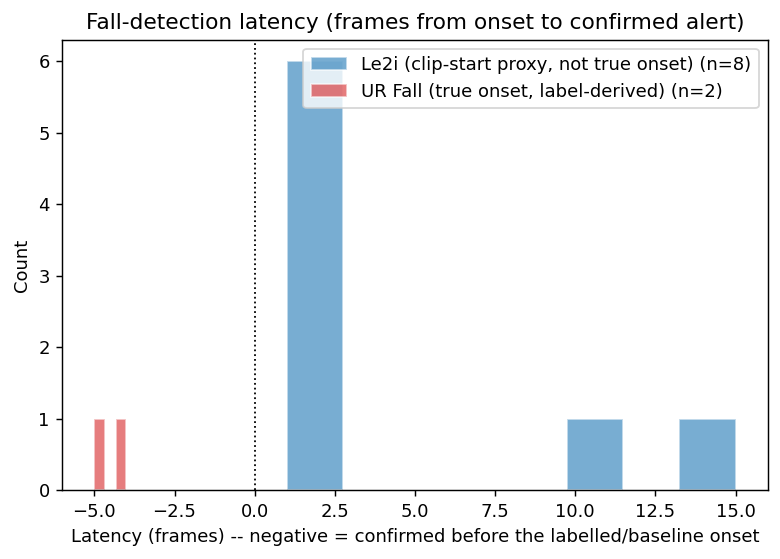 Fall-detection latency (frames from onset to confirmed alert)
Le2i (clip-start proxy, not true onset) (n=8)
UR Fall (true onset, label-derived) (n=2)
Count
6
5
4
3
2
1
0
−5.0 −2.5 0.0 2.5 5.0 7.5 10.0 12.5 15.0
Latency (frames) -- negative = confirmed before the labelled/baseline onset